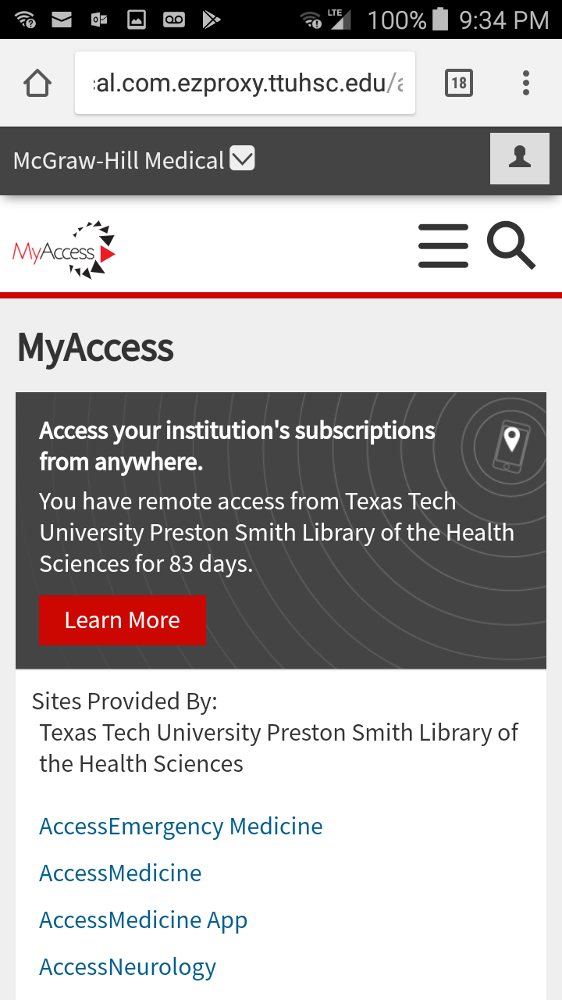 LTE
100% 9:34 PM
al.com.ezproxy.ttuhsc.edu/
18
McGraw-Hill Medical
MyAccess
MyAccess
Access your institution's subscriptions
from anywhere.
You have remote access from Texas Tech
University Preston Smith Library of the Health
Sciences for 83 days.
Learn More
Sites Provided By:
Texas Tech University Preston Smith Library of
the Health Sciences
AccessEmergency Medicine
AccessMedicine
AccessMedicine App
AccessNeurology